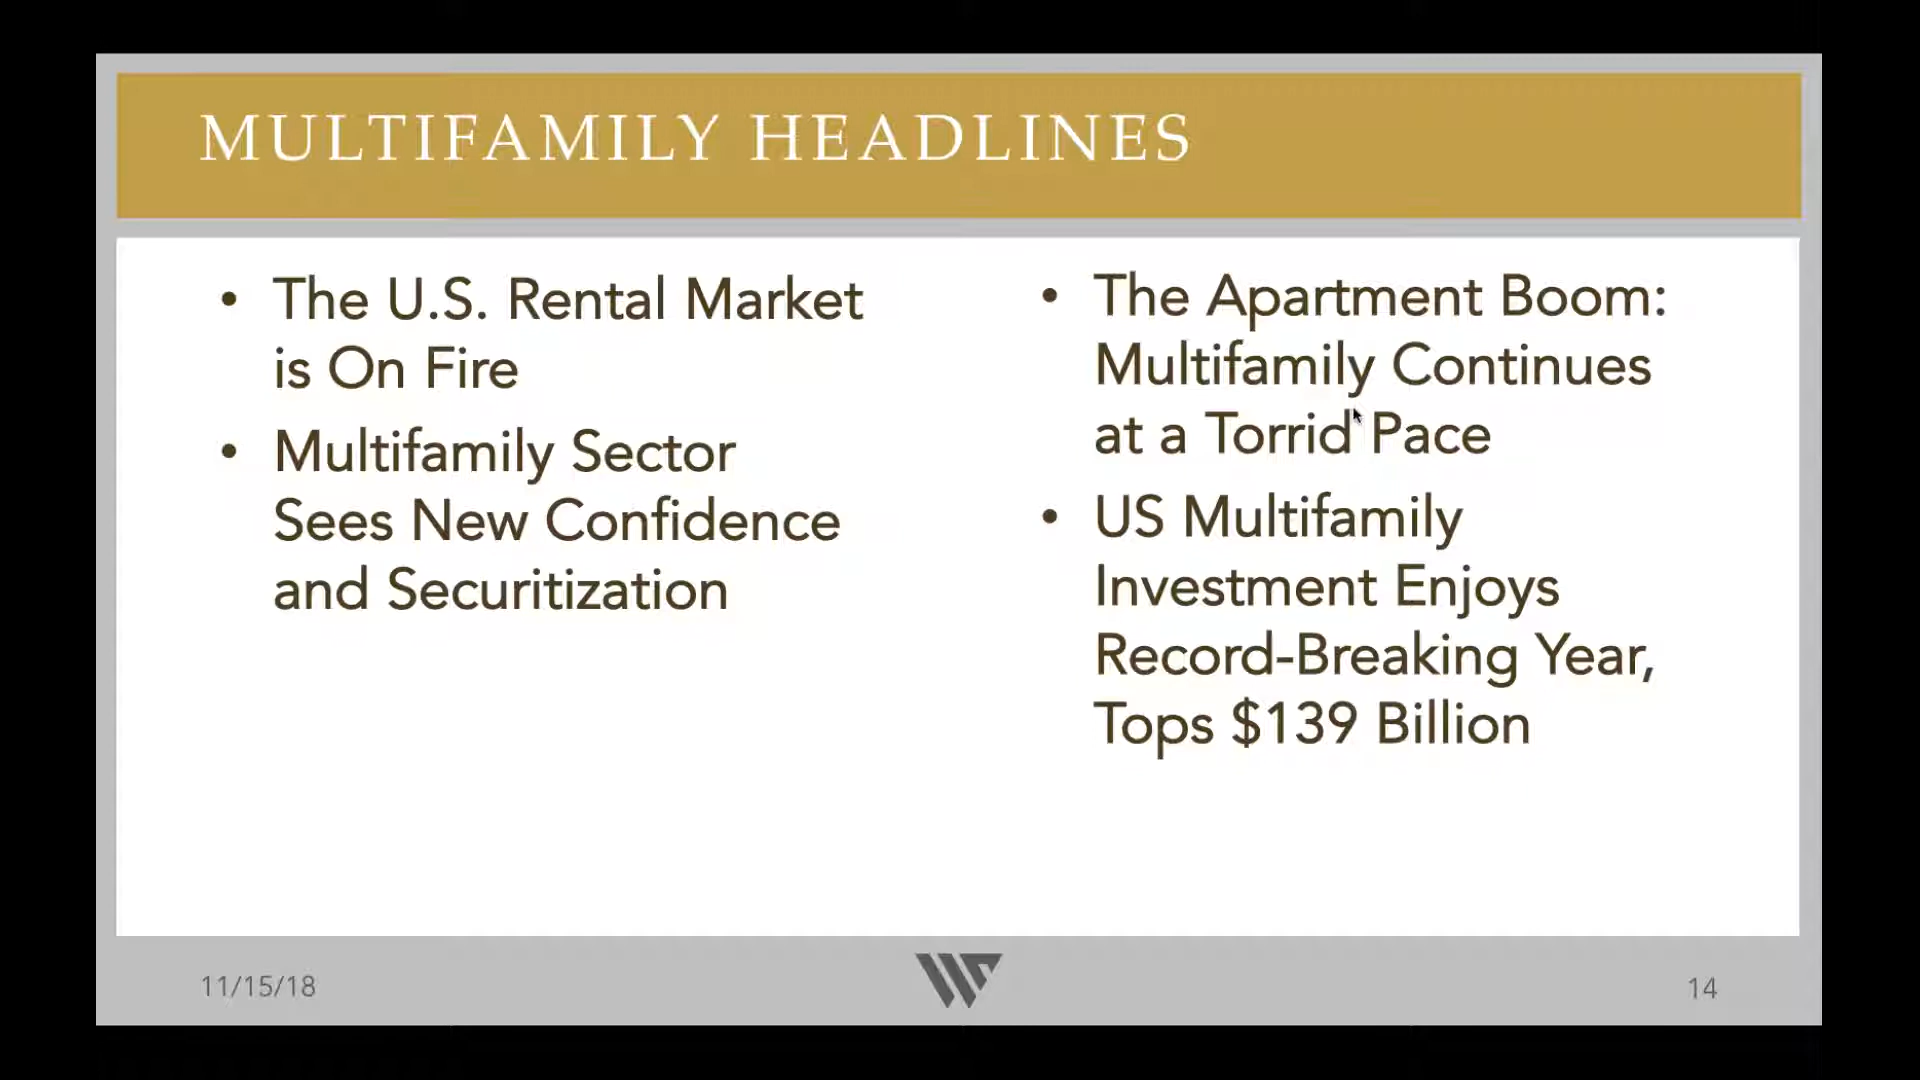 MULTIFAMILY HEADLINES
• The U.S. Rental Market
is On Fire
• Multifamily Sector
Sees New Confidence
and Securitization
• The Apartment Boom:
Multifamily Continues
at a Torrid Pace
• US Multifamily
Investment Enjoys
Record-Breaking Year,
Tops $139 Billion
11/15/18
14